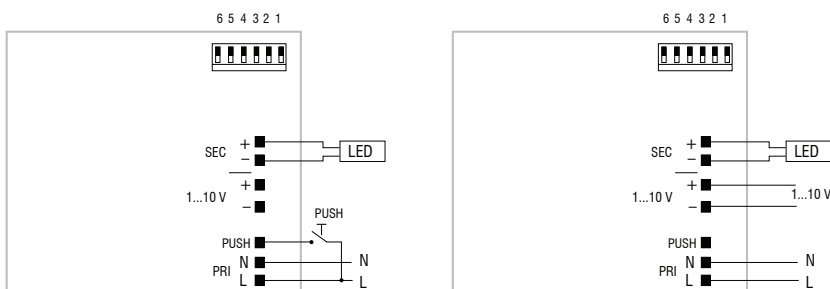 6 5 4 3 2 1
SEC + LED
−
+
1...10 V
− PUSH
PUSH
N N
PRI
L L
6 5 4 3 2 1
SEC + LED
−
+
1...10 V 1...10 V
−
PUSH
N N
PRI
L L